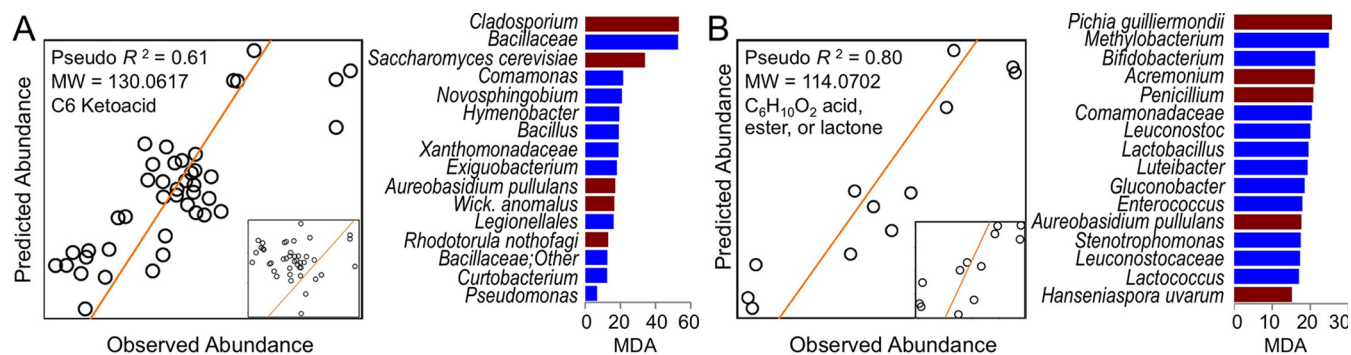 A
Pseudo R² = 0.61
MW = 130.0617
C6 Ketoacid
Predicted Abundance
Observed Abundance
Cladosporium
Bacillaceae
Saccharomyces cerevisiae
Comamonas
Novosphingobium
Hymenobacter
Bacillus
Xanthomonadaceae
Exiguobacterium
Aureobasidium pullulans
Wick. anomalus
Legionellales
Rhodotorula nothofagi
Bacillaceae;Other
Curtobacterium
Pseudomonas
0 20 40 60
MDA
B
Pseudo R² = 0.80
MW = 114.0702
C₆H₁₀O₂ acid,
ester, or lactone
Predicted Abundance
Observed Abundance
Pichia guilliermondii
Methylobacterium
Bifidobacterium
Acremonium
Penicillium
Comamonadaceae
Leuconostoc
Lactobacillus
Luteibacter
Gluconobacter
Enterococcus
Aureobasidium pullulans
Stenotrophomonas
Leuconostocaceae
Lactococcus
Hanseniaspora uvarum
0 10 20 30
MDA